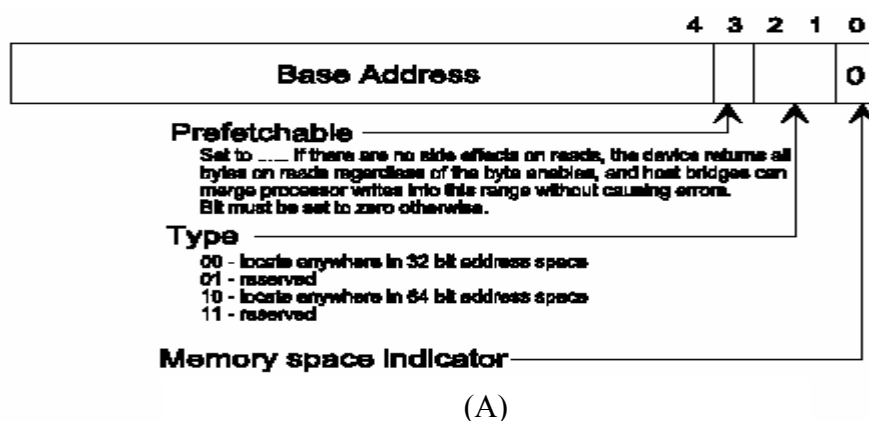 4 3 2 1 0
Base Address 0
Prefetchable
Set to ..... If there are no side effects on reads, the device returns all
bytes on reads regardless of the byte enables, and host bridges can
merge processor writes into this range without causing errors.
Bit must be set to zero otherwise.
Type
00 - locate anywhere in 32 bit address space
01 - reserved
10 - locate anywhere in 64 bit address space
11 - reserved
Memory space indicator
(A)